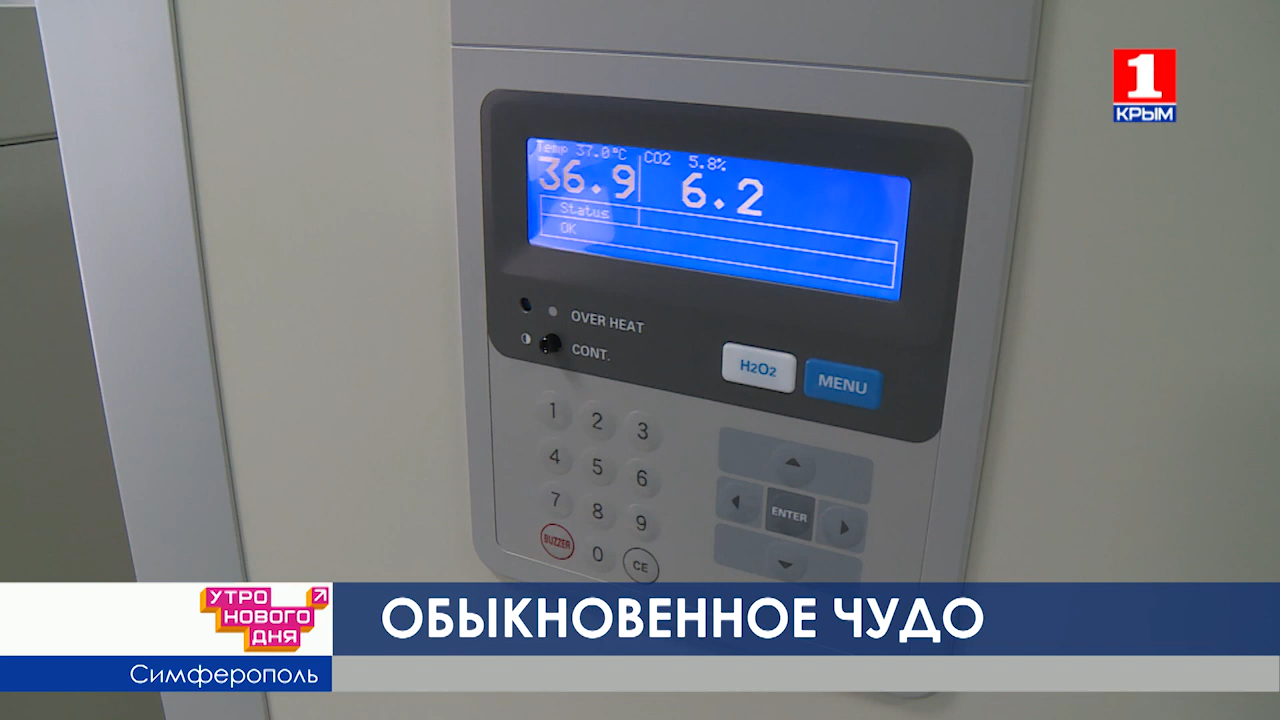 1
КРЫМ
Temp 37.0°C CO2 5.8%
36.9 6.2
Status
OK
OVER HEAT
CONT.
H2O2 MENU
1 2 3
4 5 6
7 8 9
BUZZER 0 CE
ENTER
УТРО
НОВОГО
ДНЯ
ОБЫКНОВЕННОЕ ЧУДО
Симферополь